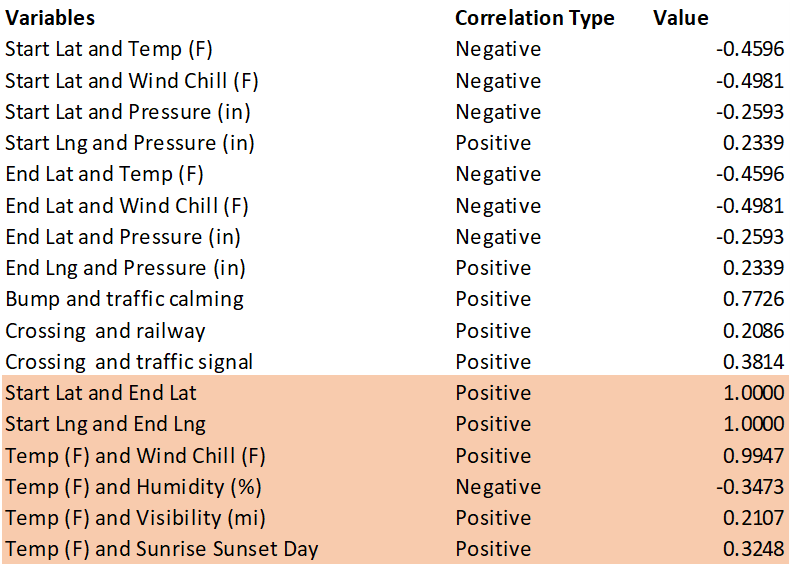 Variables Correlation Type Value
Start Lat and Temp (F) Negative -0.4596
Start Lat and Wind Chill (F) Negative -0.4981
Start Lat and Pressure (in) Negative -0.2593
Start Lng and Pressure (in) Positive 0.2339
End Lat and Temp (F) Negative -0.4596
End Lat and Wind Chill (F) Negative -0.4981
End Lat and Pressure (in) Negative -0.2593
End Lng and Pressure (in) Positive 0.2339
Bump and traffic calming Positive 0.7726
Crossing  and railway Positive 0.2086
Crossing  and traffic signal Positive 0.3814
Start Lat and End Lat Positive 1.0000
Start Lng and End Lng Positive 1.0000
Temp (F) and Wind Chill (F) Positive 0.9947
Temp (F) and Humidity (%) Negative -0.3473
Temp (F) and Visibility (mi) Positive 0.2107
Temp (F) and Sunrise Sunset Day Positive 0.3248